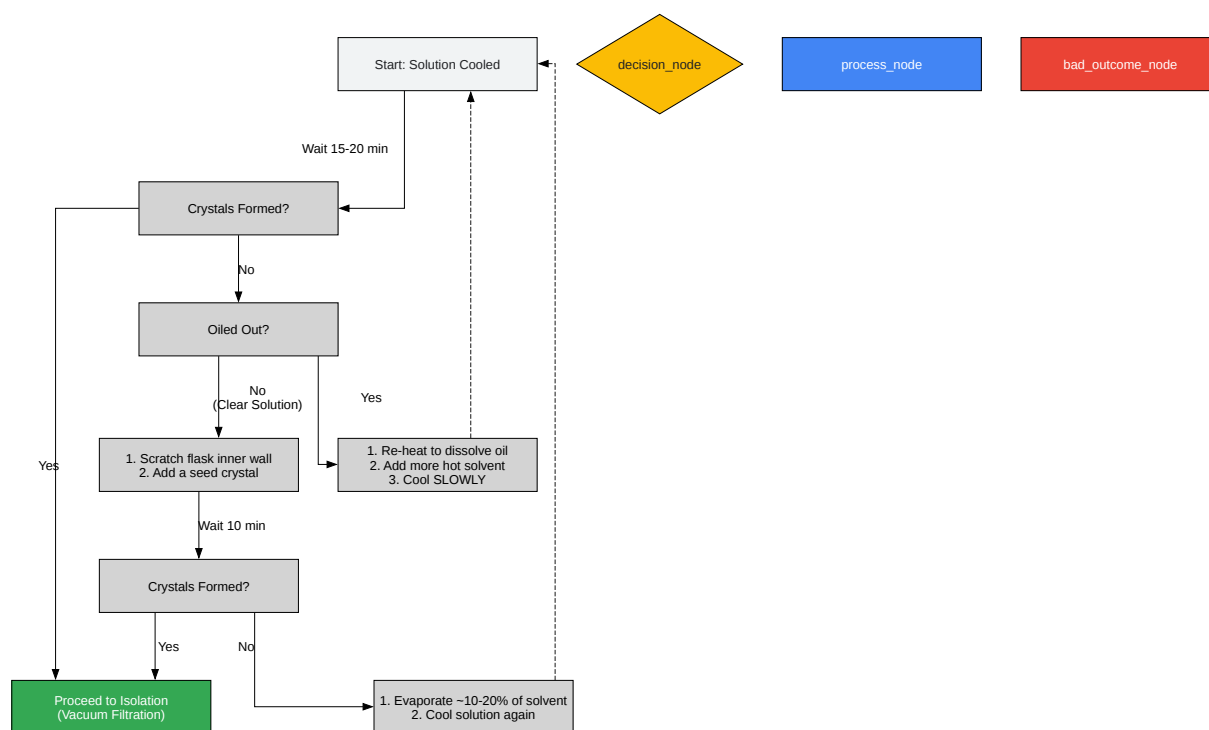 Start: Solution Cooled
decision_node
process_node
bad_outcome_node
Wait 15-20 min
Crystals Formed?
No
Oiled Out?
No
(Clear Solution)
Yes
1. Scratch flask inner wall
2. Add a seed crystal
1. Re-heat to dissolve oil
2. Add more hot solvent
3. Cool SLOWLY
Yes
Wait 10 min
Crystals Formed?
Yes
No
Proceed to Isolation
(Vacuum Filtration)
1. Evaporate ~10-20% of solvent
2. Cool solution again